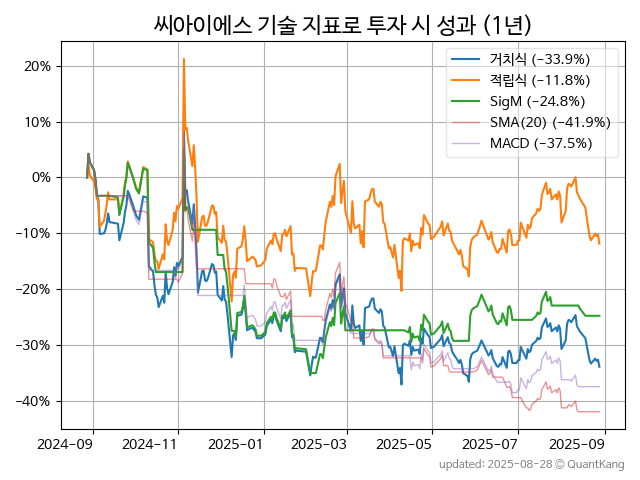 씨아이에스 기술 지표로 투자 시 성과 (1년)
거치식 (−33.9%)
적립식 (−11.8%)
SigM (−24.8%)
SMA(20) (−41.9%)
MACD (−37.5%)
20%
10%
0%
−10%
−20%
−30%
−40%
2024-09 2024-11 2025-01 2025-03 2025-05 2025-07 2025-09
updated: 2025-08-28 © QuantKang